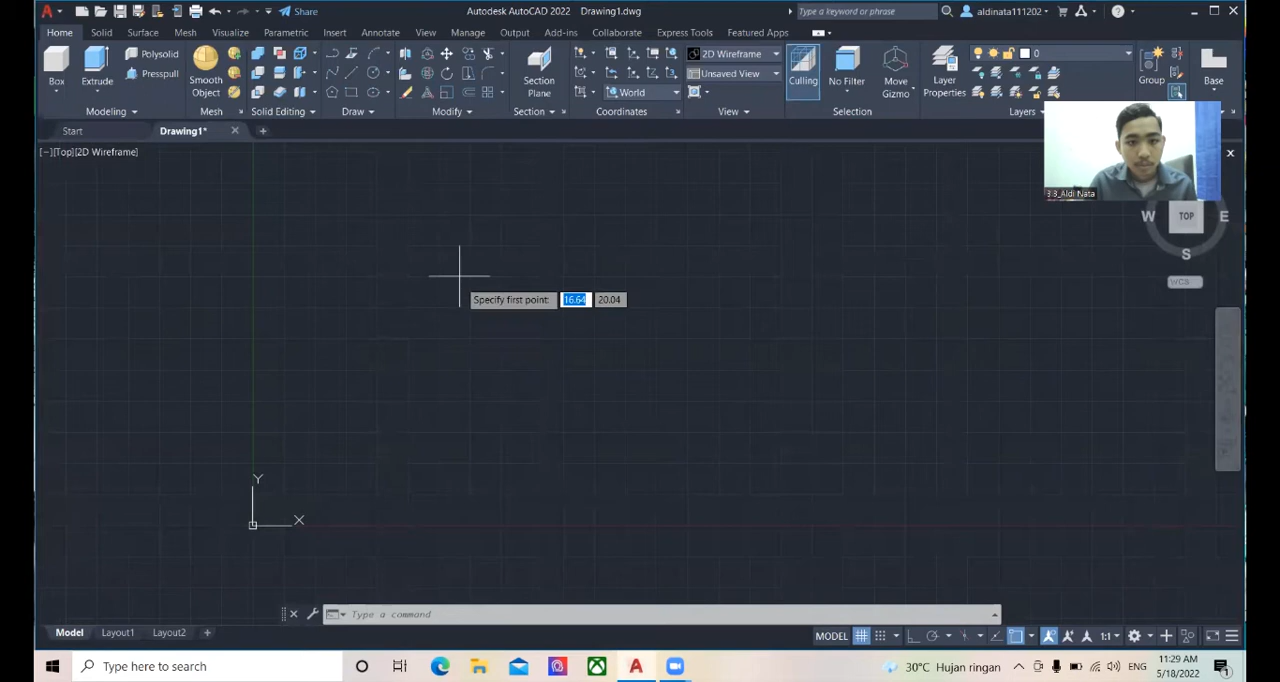 Share
Autodesk AutoCAD 2022 Drawing1.dwg
Type a keyword or phrase
aldinata111202
Home Solid Surface Mesh Visualize Parametric Insert Annotate View Manage Output Add-ins Collaborate Express Tools Featured Apps
Box
Extrude
Polysolid
Presspull
Smooth Object
Section Plane
World
2D Wireframe
Unsaved View
Culling
No Filter
Move Gizmo
Layer Properties
0
Group
Base
Modeling Mesh Solid Editing Draw Modify Section Coordinates View Selection Layers
Start Drawing1*
[−][Top][2D Wireframe]
Aldi Nata
W TOP E
S
WCS
Specify first point: 16.64 20.04
Y
X
Type a command
Model Layout1 Layout2
MODEL 1:1
Type here to search
30°C Hujan ringan
ENG
11:29 AM
5/18/2022
1